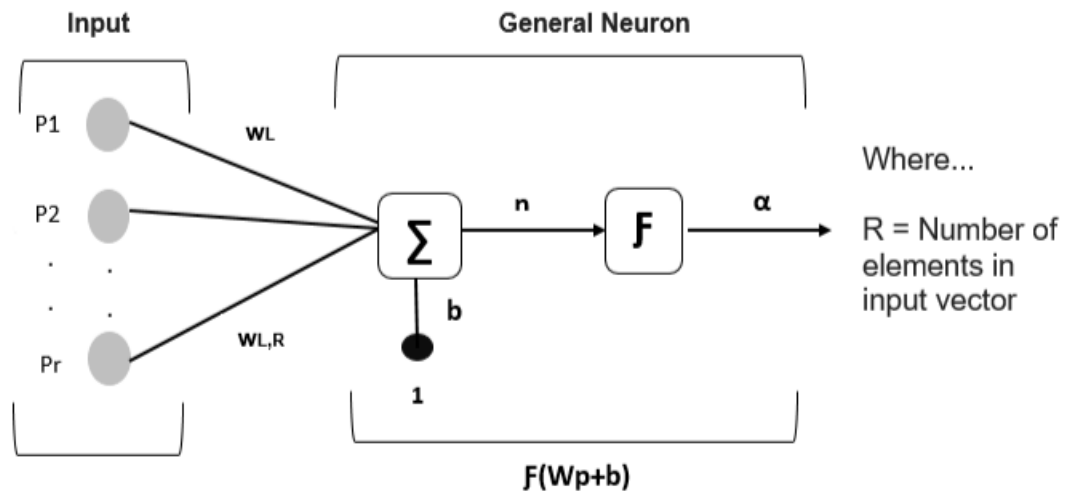 Input
General Neuron
P1
wL
P2
.
.
.
.
Pr
wL,R
∑
n
Ƒ
α
b
1
Where...
R = Number of
elements in
input vector
Ƒ(Wp+b)